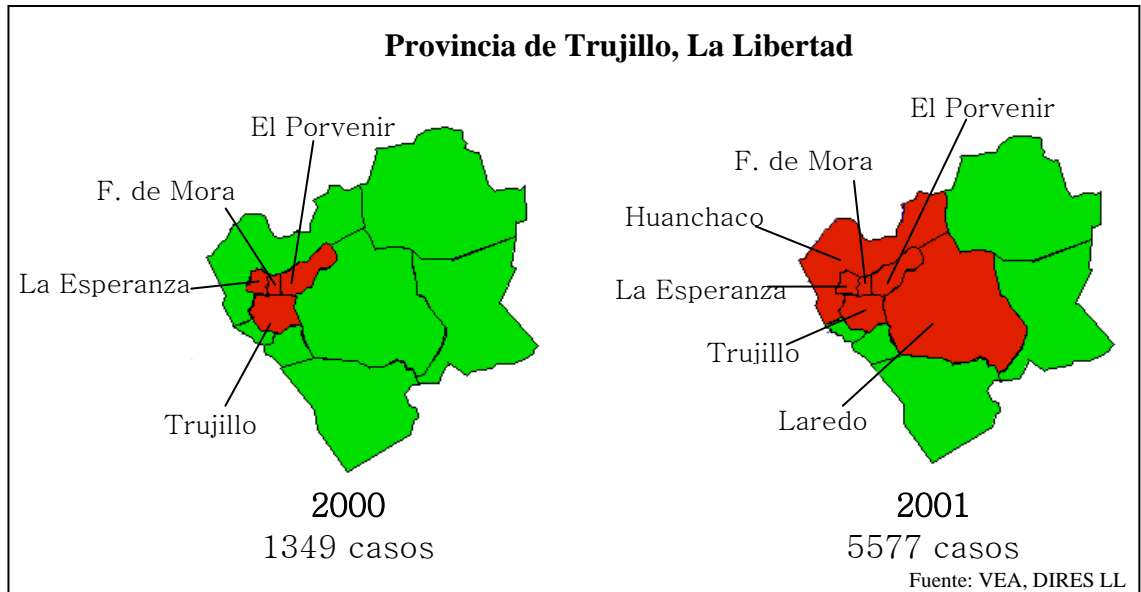 Provincia de Trujillo, La Libertad
El Porvenir
F. de Mora
La Esperanza
Trujillo
2000
1349 casos
El Porvenir
F. de Mora
Huanchaco
La Esperanza
Trujillo
Laredo
2001
5577 casos
Fuente: VEA, DIRES LL